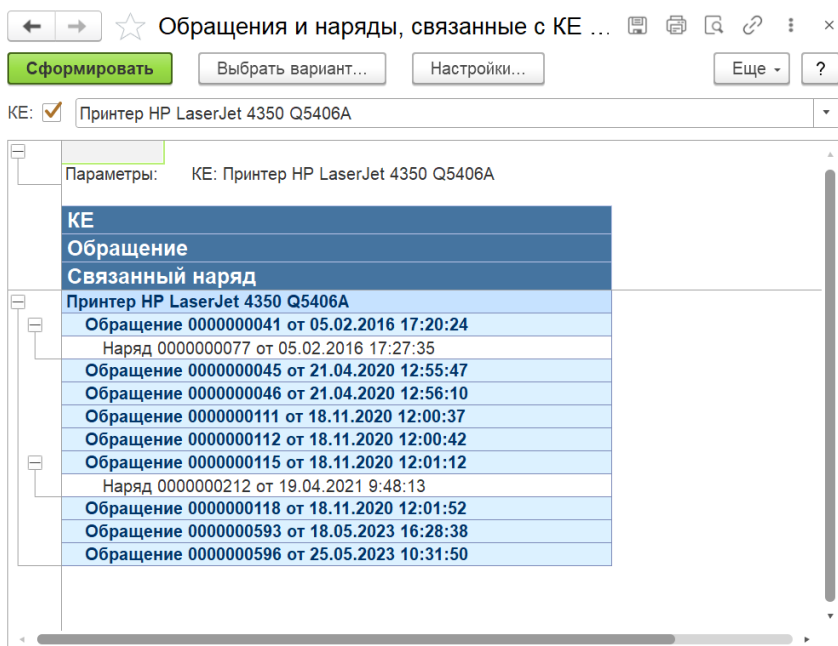 Обращения и наряды, связанные с КЕ ...
Сформировать Выбрать вариант... Настройки... Еще ?
КЕ: Принтер HP LaserJet 4350 Q5406A
Параметры: КЕ: Принтер HP LaserJet 4350 Q5406A
КЕ
Обращение
Связанный наряд
Принтер HP LaserJet 4350 Q5406A
Обращение 0000000041 от 05.02.2016 17:20:24
Наряд 0000000077 от 05.02.2016 17:27:35
Обращение 0000000045 от 21.04.2020 12:55:47
Обращение 0000000046 от 21.04.2020 12:56:10
Обращение 0000000111 от 18.11.2020 12:00:37
Обращение 0000000112 от 18.11.2020 12:00:42
Обращение 0000000115 от 18.11.2020 12:01:12
Наряд 0000000212 от 19.04.2021 9:48:13
Обращение 0000000118 от 18.11.2020 12:01:52
Обращение 0000000593 от 18.05.2023 16:28:38
Обращение 0000000596 от 25.05.2023 10:31:50